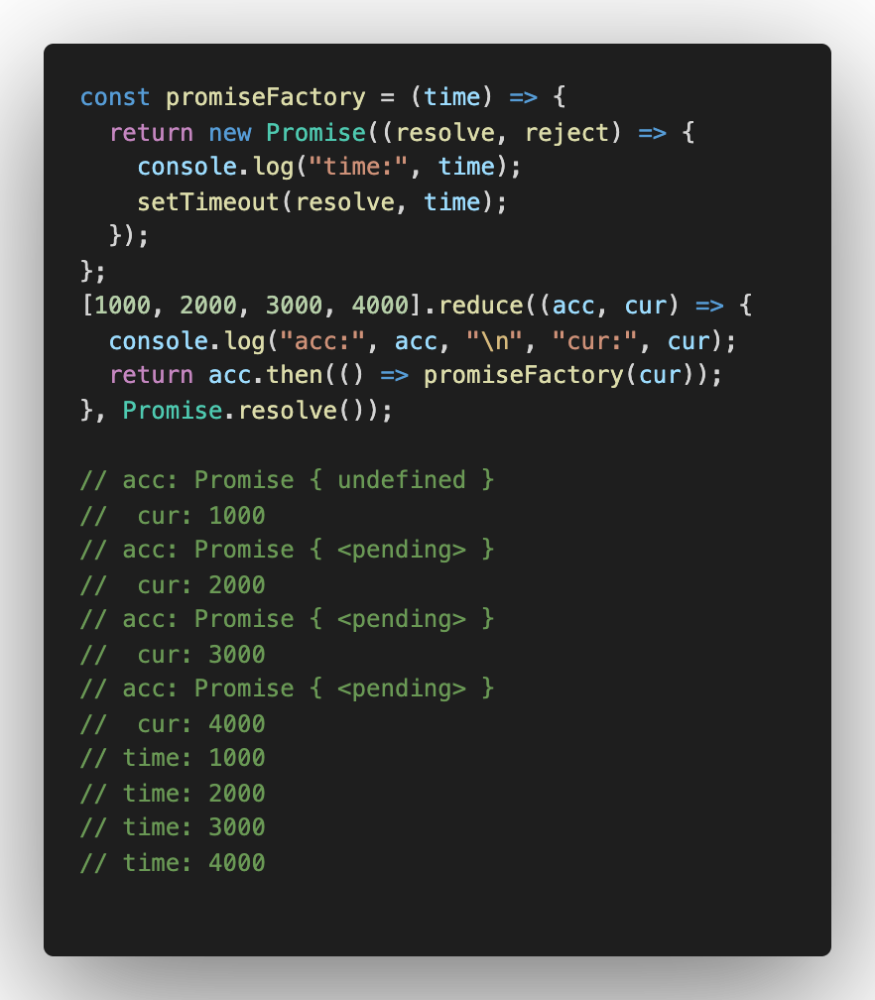 const promiseFactory = (time) => {
  return new Promise((resolve, reject) => {
    console.log("time:", time);
    setTimeout(resolve, time);
  });
};
[1000, 2000, 3000, 4000].reduce((acc, cur) => {
  console.log("acc:", acc, "\n", "cur:", cur);
  return acc.then(() => promiseFactory(cur));
}, Promise.resolve());

// acc: Promise { undefined }
//  cur: 1000
// acc: Promise { <pending> }
//  cur: 2000
// acc: Promise { <pending> }
//  cur: 3000
// acc: Promise { <pending> }
//  cur: 4000
// time: 1000
// time: 2000
// time: 3000
// time: 4000